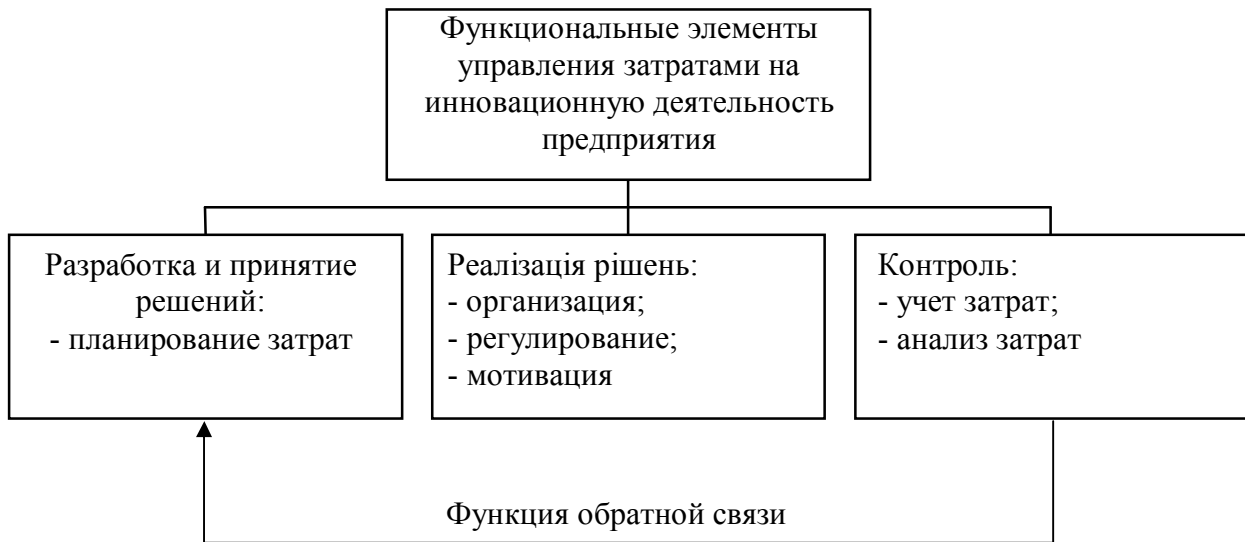 Функциональные элементы
управления затратами на
инновационную деятельность
предприятия
Разработка и принятие
решений:
- планирование затрат
Реалізація рішень:
- организация;
- регулирование;
- мотивация
Контроль:
- учет затрат;
- анализ затрат
Функция обратной связи